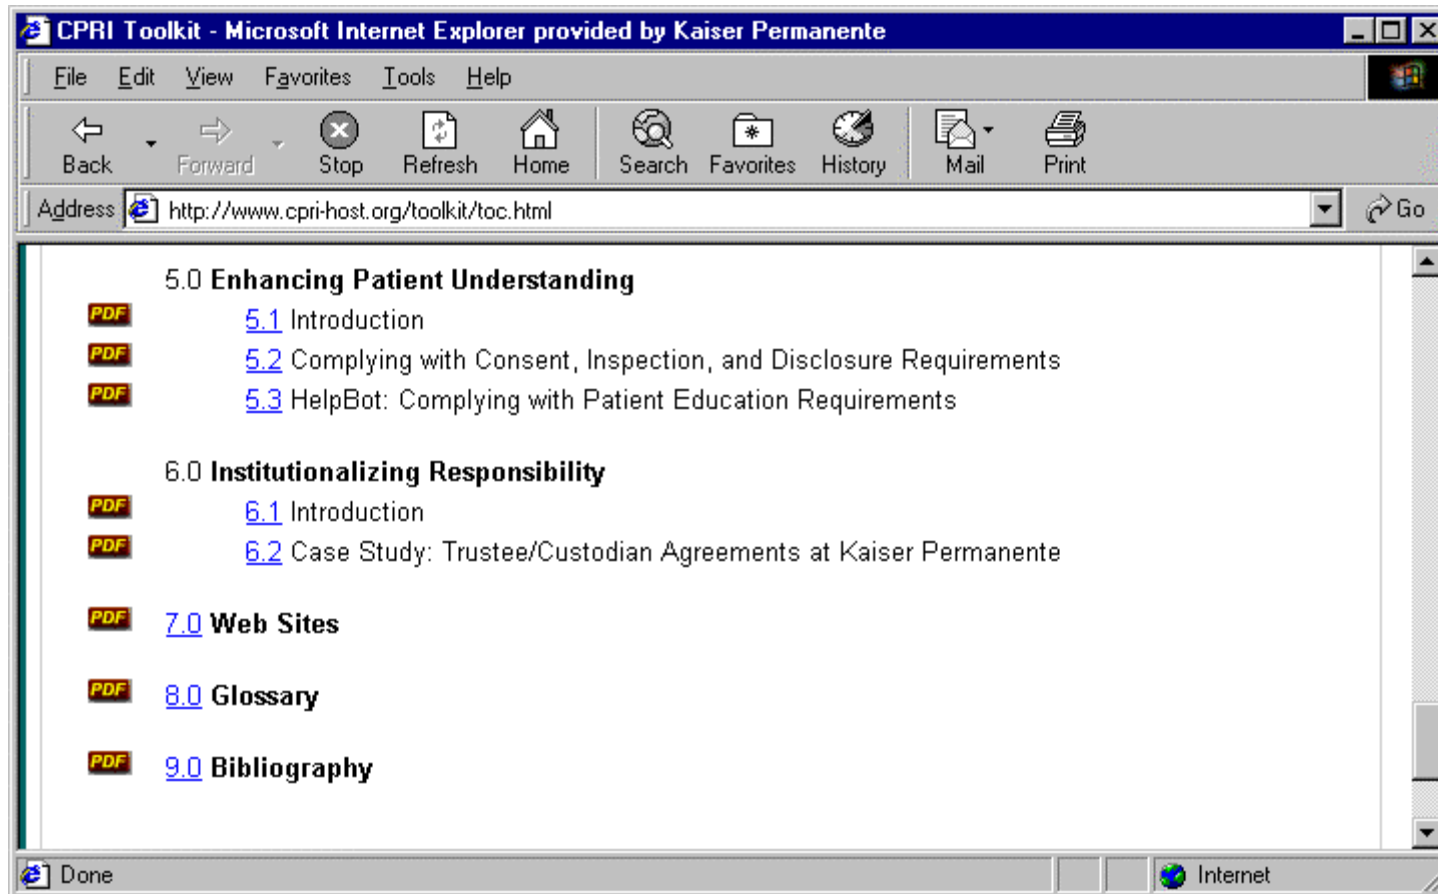 CPRI Toolkit - Microsoft Internet Explorer provided by Kaiser Permanente
File Edit View Favorites Tools Help
Back Forward Stop Refresh Home Search Favorites History Mail Print
Address http://www.cpri-host.org/toolkit/toc.html Go
5.0 Enhancing Patient Understanding
PDF 5.1 Introduction
PDF 5.2 Complying with Consent, Inspection, and Disclosure Requirements
PDF 5.3 HelpBot: Complying with Patient Education Requirements
6.0 Institutionalizing Responsibility
PDF 6.1 Introduction
PDF 6.2 Case Study: Trustee/Custodian Agreements at Kaiser Permanente
PDF 7.0 Web Sites
PDF 8.0 Glossary
PDF 9.0 Bibliography
Done Internet